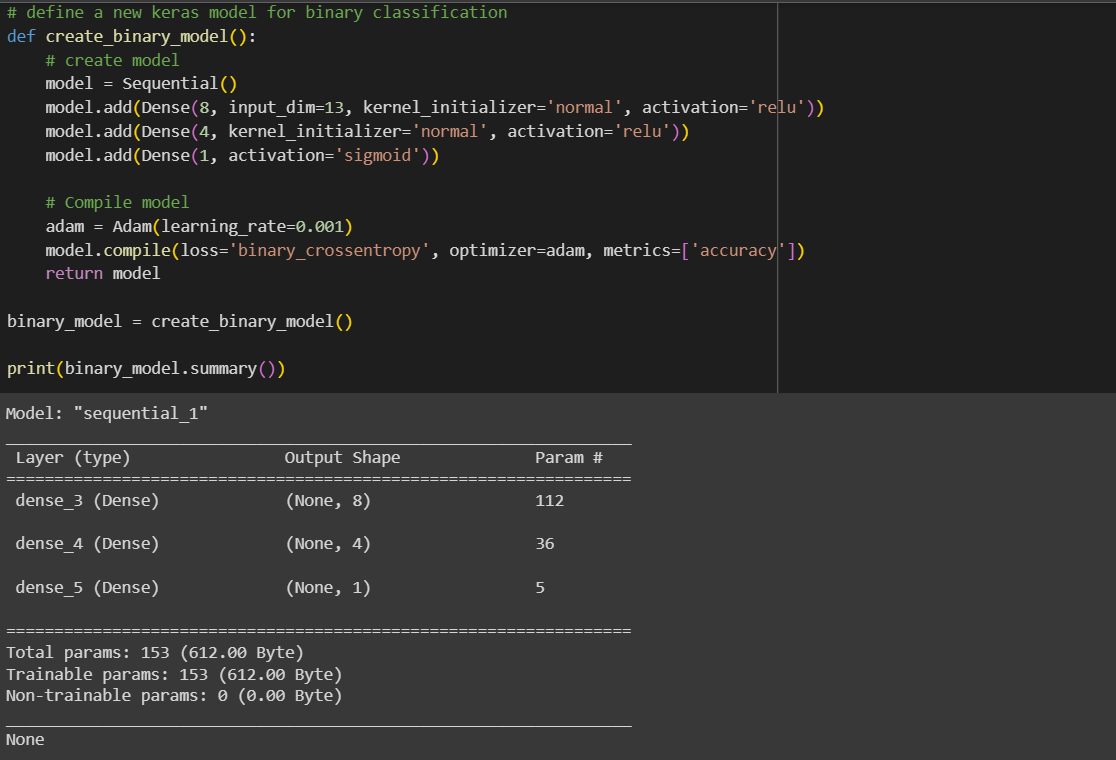 # define a new keras model for binary classification
def create_binary_model():
    # create model
    model = Sequential()
    model.add(Dense(8, input_dim=13, kernel_initializer='normal', activation='relu'))
    model.add(Dense(4, kernel_initializer='normal', activation='relu'))
    model.add(Dense(1, activation='sigmoid'))
    # Compile model
    adam = Adam(learning_rate=0.001)
    model.compile(loss='binary_crossentropy', optimizer=adam, metrics=['accuracy'])
    return model
binary_model = create_binary_model()
print(binary_model.summary())
Model: "sequential_1"
_________________________________________________________________
 Layer (type)                Output Shape              Param #
=================================================================
 dense_3 (Dense)             (None, 8)                 112
 dense_4 (Dense)             (None, 4)                 36
 dense_5 (Dense)             (None, 1)                 5
=================================================================
Total params: 153 (612.00 Byte)
Trainable params: 153 (612.00 Byte)
Non-trainable params: 0 (0.00 Byte)
_________________________________________________________________
None